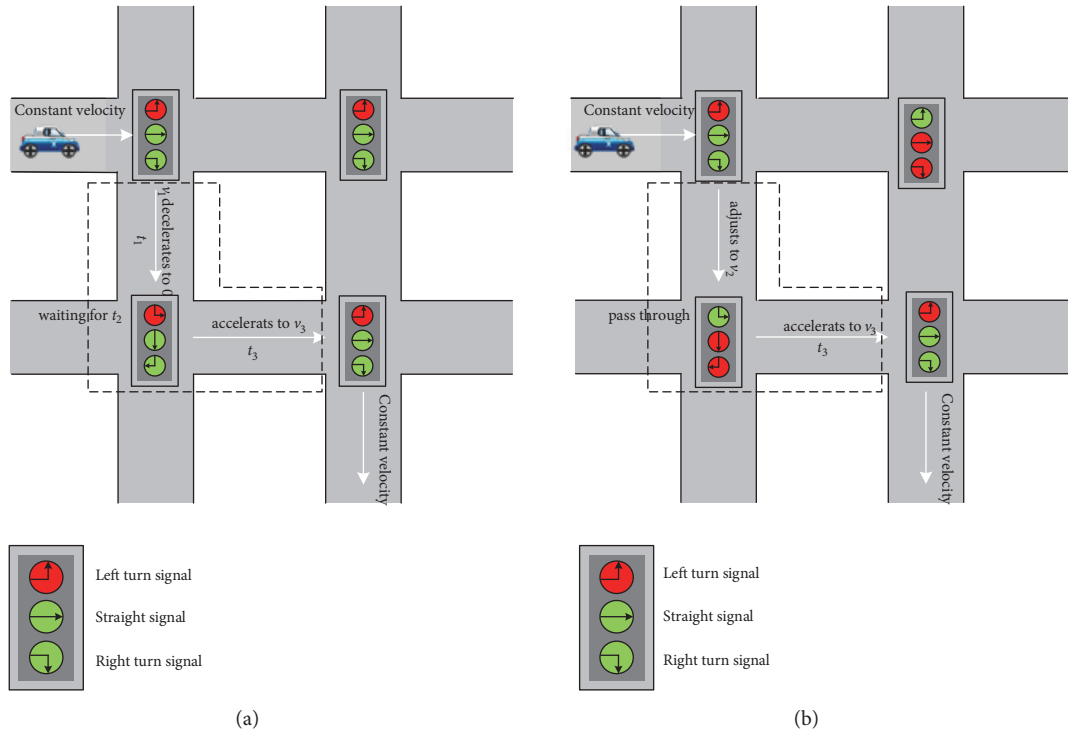 Constant velocity
v1 decelerates to 0
t1
waiting for t2
accelerats to v3
t3
Constant velocity
Left turn signal
Straight signal
Right turn signal
(a)
Constant velocity
adjusts to v2
pass through
accelerats to v3
t3
Constant velocity
Left turn signal
Straight signal
Right turn signal
(b)